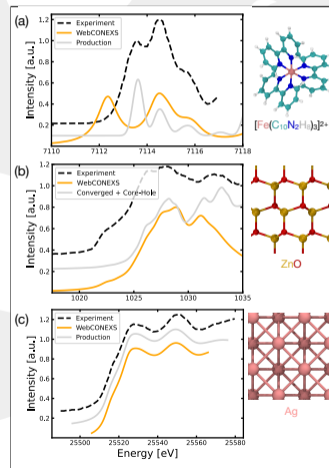 (a)
Experiment
WebCONEXS
Production
Intensity [a.u.]
1.2
1.0
0.8
0.6
0.4
0.2
7110
7112
7114
7116
7118
[Fe(C₁₀N₂H₈)₃]²⁺
(b)
Experiment
WebCONEXS
Converged + Core-Hole
Intensity [a.u.]
1.0
0.8
0.6
0.4
0.2
1020
1025
1030
1035
ZnO
(c)
Experiment
WebCONEXS
Production
Intensity [a.u.]
1.2
1.0
0.8
0.6
0.4
0.2
25500
25520
25540
25560
25580
Energy [eV]
Ag